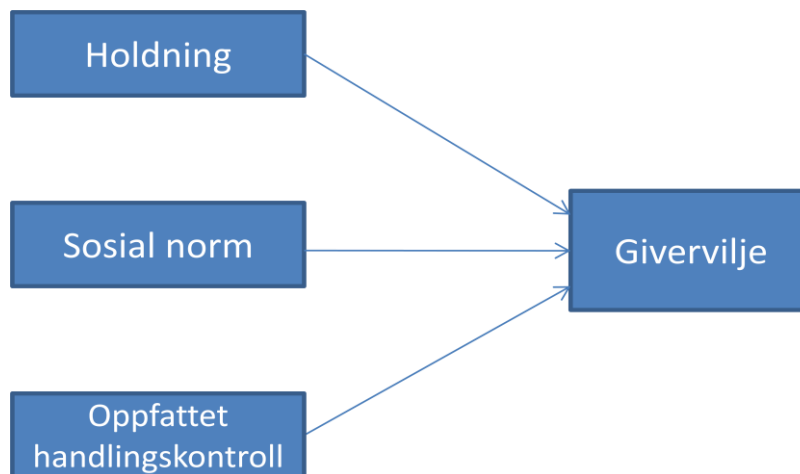 Holdning
Sosial norm
Givervilje
Oppfattet
handlingskontroll